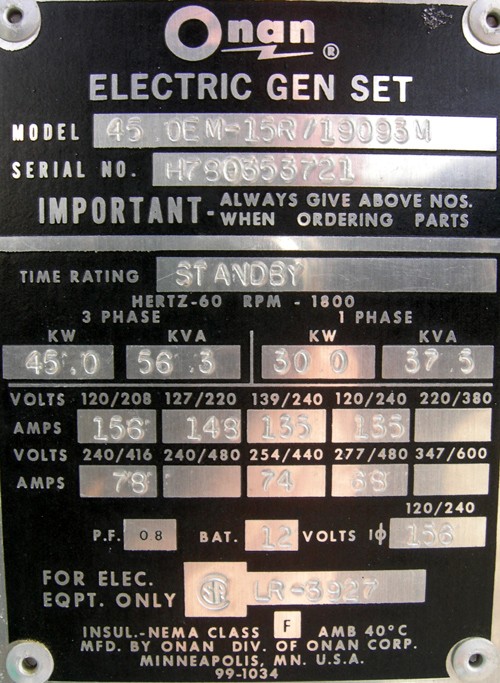 Onan ®
ELECTRIC GEN SET
MODEL 45.0EM-15R/19093M
SERIAL NO. H780353721
IMPORTANT- ALWAYS GIVE ABOVE NOS.
WHEN ORDERING PARTS
TIME RATING STANDBY
HERTZ-60 RPM - 1800
3 PHASE 1 PHASE
KW KVA KW KVA
45.0 56.3 30.0 37.5
VOLTS 120/208 127/220 139/240 120/240 220/380
AMPS 156 148 135 135
VOLTS 240/416 240/480 254/440 277/480 347/600
AMPS 78 74 68
120/240
P.F. 0 8 BAT. 12 VOLTS 1ϕ 156
FOR ELEC.
EQPT. ONLY LR-3927
INSUL.-NEMA CLASS F AMB 40°C
MFD. BY ONAN DIV. OF ONAN CORP.
MINNEAPOLIS, MN. U.S.A.
99-1034